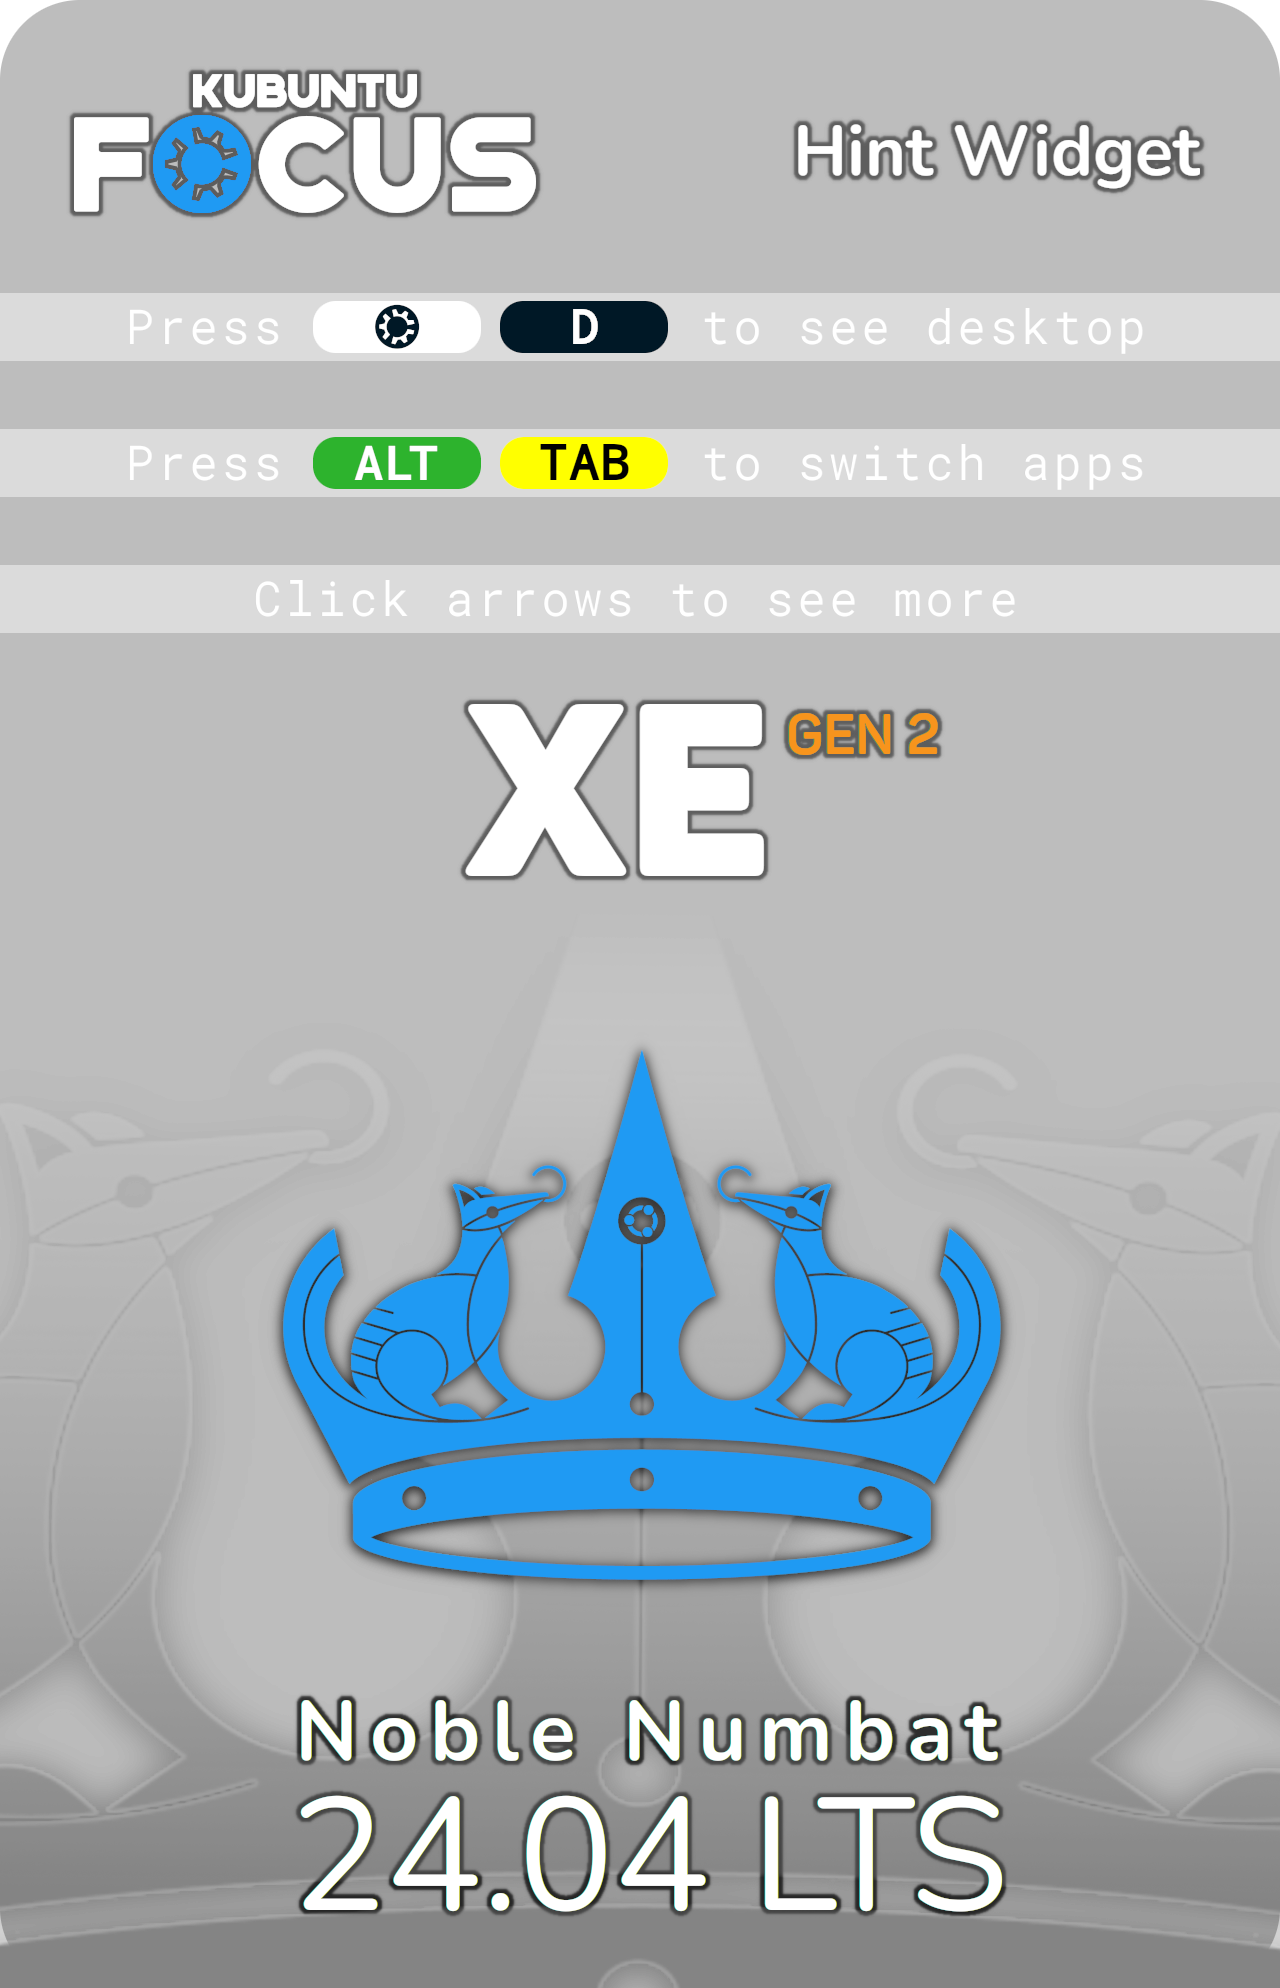 KUBUNTU
FOCUS
Hint Widget
Press D to see desktop
Press ALT TAB to switch apps
Click arrows to see more
XE GEN 2
Noble Numbat
24.04 LTS